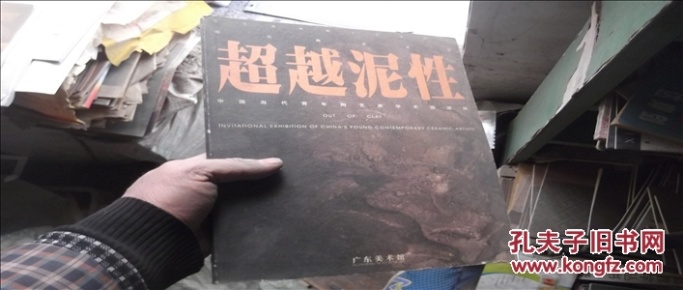 超越泥性
OUT OF CLAY
INVITATIONAL EXHIBITION OF CHINA'S YOUNG CONTEMPORARY CERAMIC ARTISTS
广东美术馆
孔夫子旧书网
www.kongfz.com